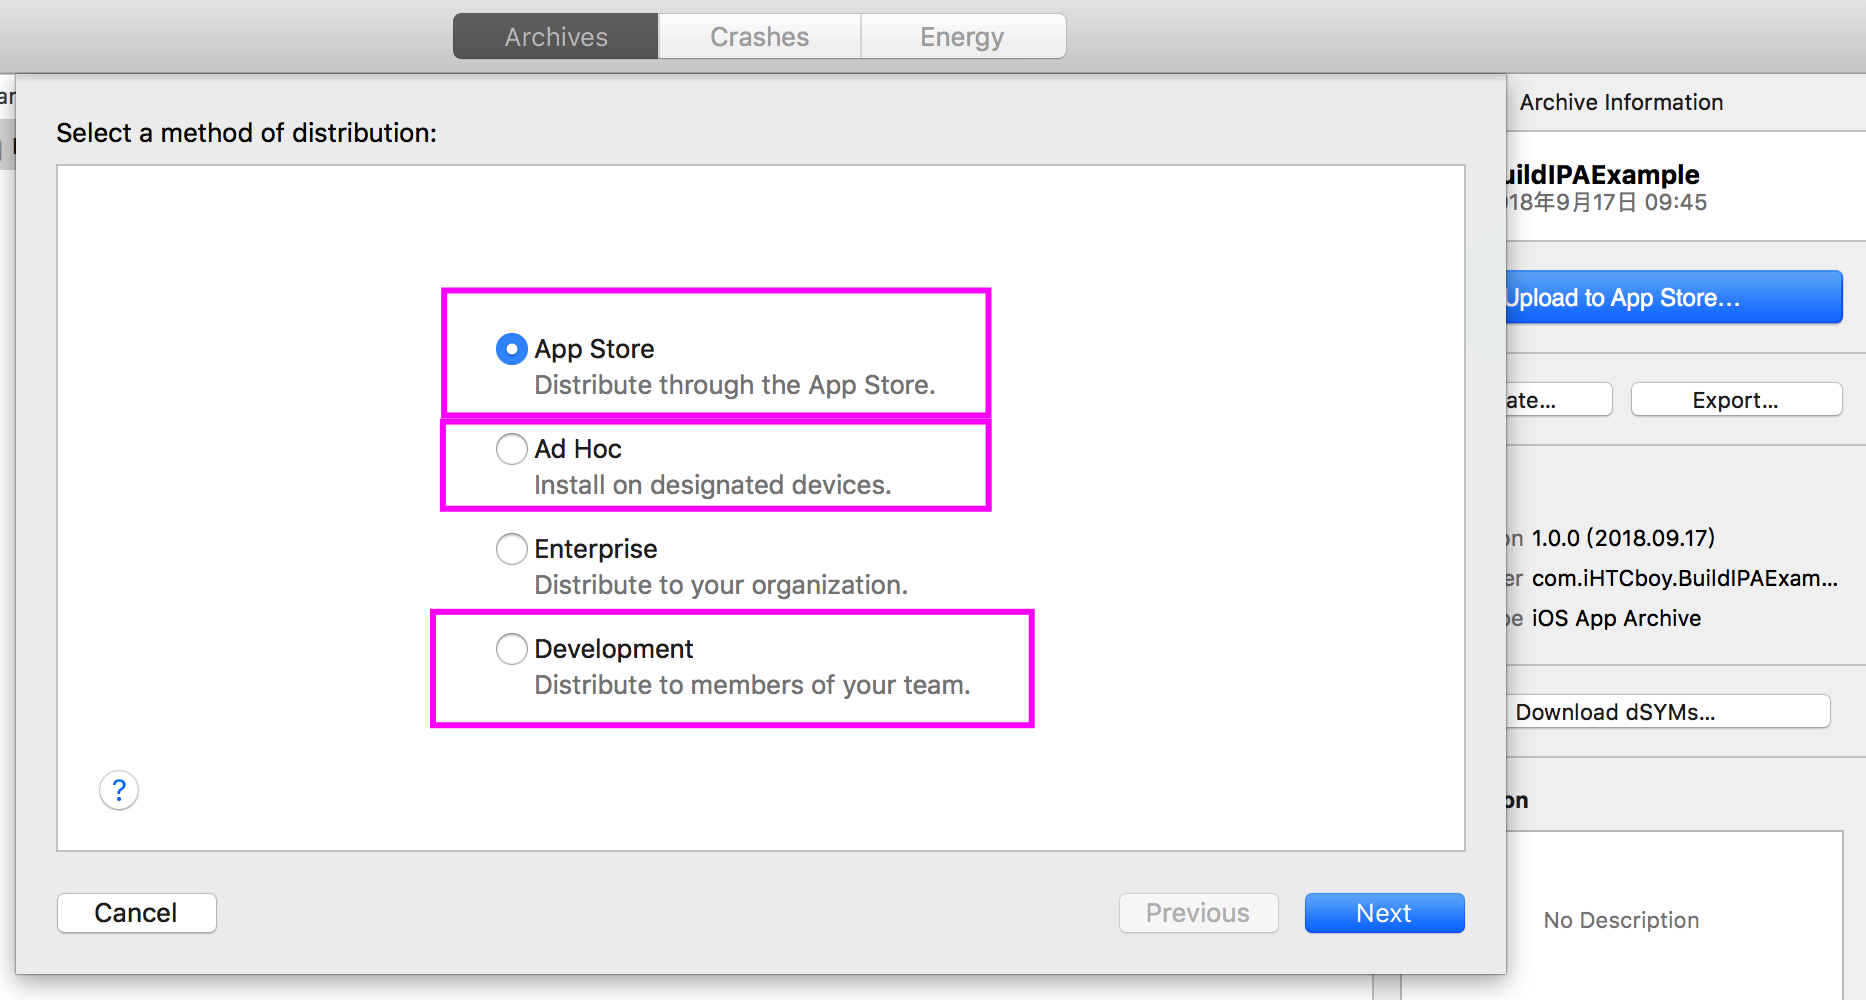 Archives
Crashes
Energy
Select a method of distribution:
App Store
Distribute through the App Store.
Ad Hoc
Install on designated devices.
Enterprise
Distribute to your organization.
Development
Distribute to members of your team.
?
Cancel
Previous
Next
Archive Information
uildIPAExample
18年9月17日 09:45
Upload to App Store...
ate...
Export...
on 1.0.0 (2018.09.17)
er com.iHTCboy.BuildIPAExam...
pe iOS App Archive
Download dSYMs...
on
No Description